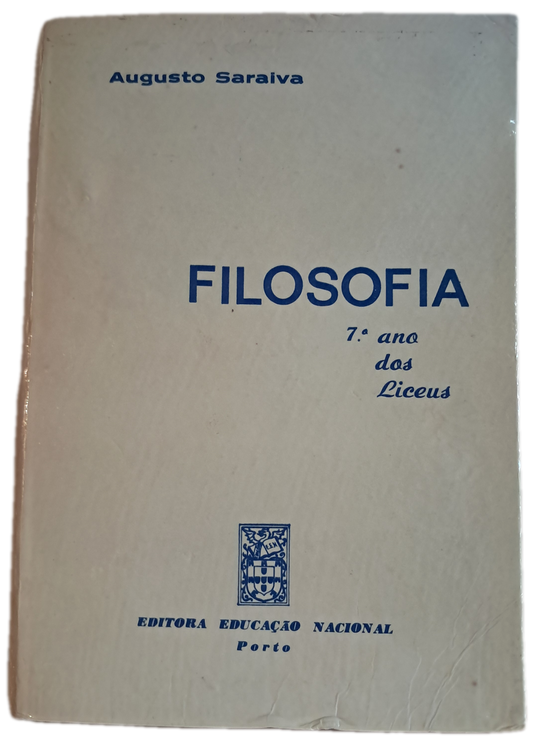 Augusto Saraiva
FILOSOFIA
7.º ano
dos
Liceus
EDITORA EDUCAÇÃO NACIONAL
Porto